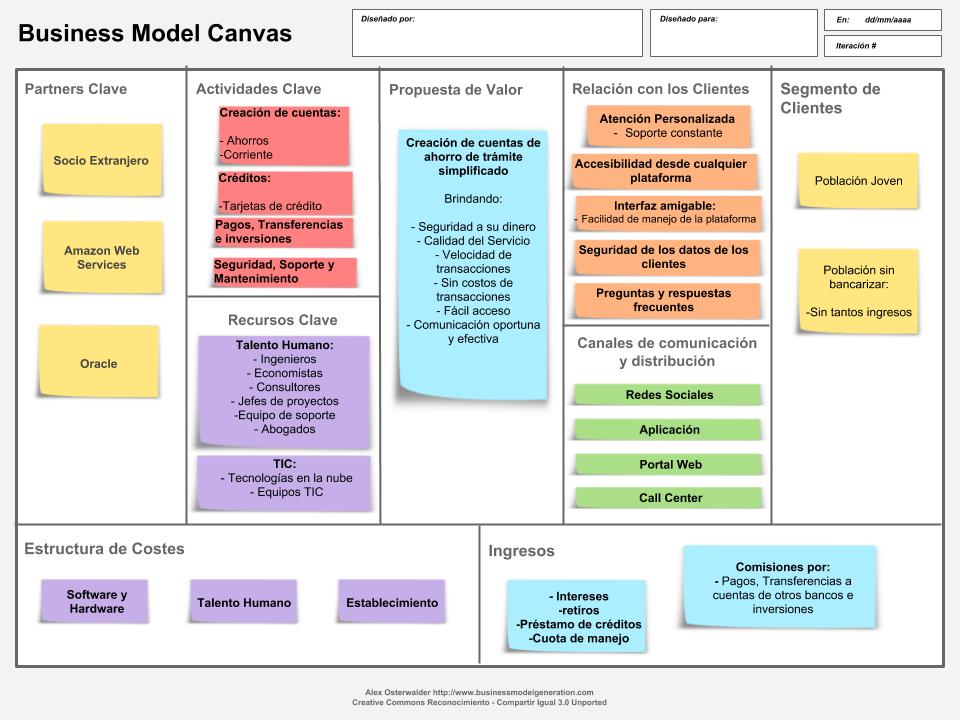 Business Model Canvas
Diseñado por:
Diseñado para:
En: dd/mm/aaaa
Iteración #
Partners Clave
Socio Extranjero
Amazon Web
Services
Oracle
Actividades Clave
Creación de cuentas:
- Ahorros
-Corriente
Créditos:
-Tarjetas de crédito
Pagos, Transferencias
e inversiones
Seguridad, Soporte y
Mantenimiento
Recursos Clave
Talento Humano:
- Ingenieros
- Economistas
- Consultores
- Jefes de proyectos
-Equipo de soporte
- Abogados
TIC:
- Tecnologías en la nube
- Equipos TIC
Propuesta de Valor
Creación de cuentas de
ahorro de trámite
simplificado
Brindando:
- Seguridad a su dinero
- Calidad del Servicio
- Velocidad de
transacciones
- Sin costos de
transacciones
- Fácil acceso
- Comunicación oportuna
y efectiva
Relación con los Clientes
Atención Personalizada
- Soporte constante
Accesibilidad desde cualquier
plataforma
Interfaz amigable:
- Facilidad de manejo de la plataforma
Seguridad de los datos de los
clientes
Preguntas y respuestas
frecuentes
Canales de comunicación
y distribución
Redes Sociales
Aplicación
Portal Web
Call Center
Segmento de
Clientes
Población Joven
Población sin
bancarizar:
-Sin tantos ingresos
Estructura de Costes
Software y
Hardware
Talento Humano
Establecimiento
Ingresos
- Intereses
-retiros
-Préstamo de créditos
-Cuota de manejo
Comisiones por:
- Pagos, Transferencias a
cuentas de otros bancos e
inversiones
Alex Osterwalder http://www.businessmodelgeneration.com
Creative Commons Reconocimiento - Compartir Igual 3.0 Unported